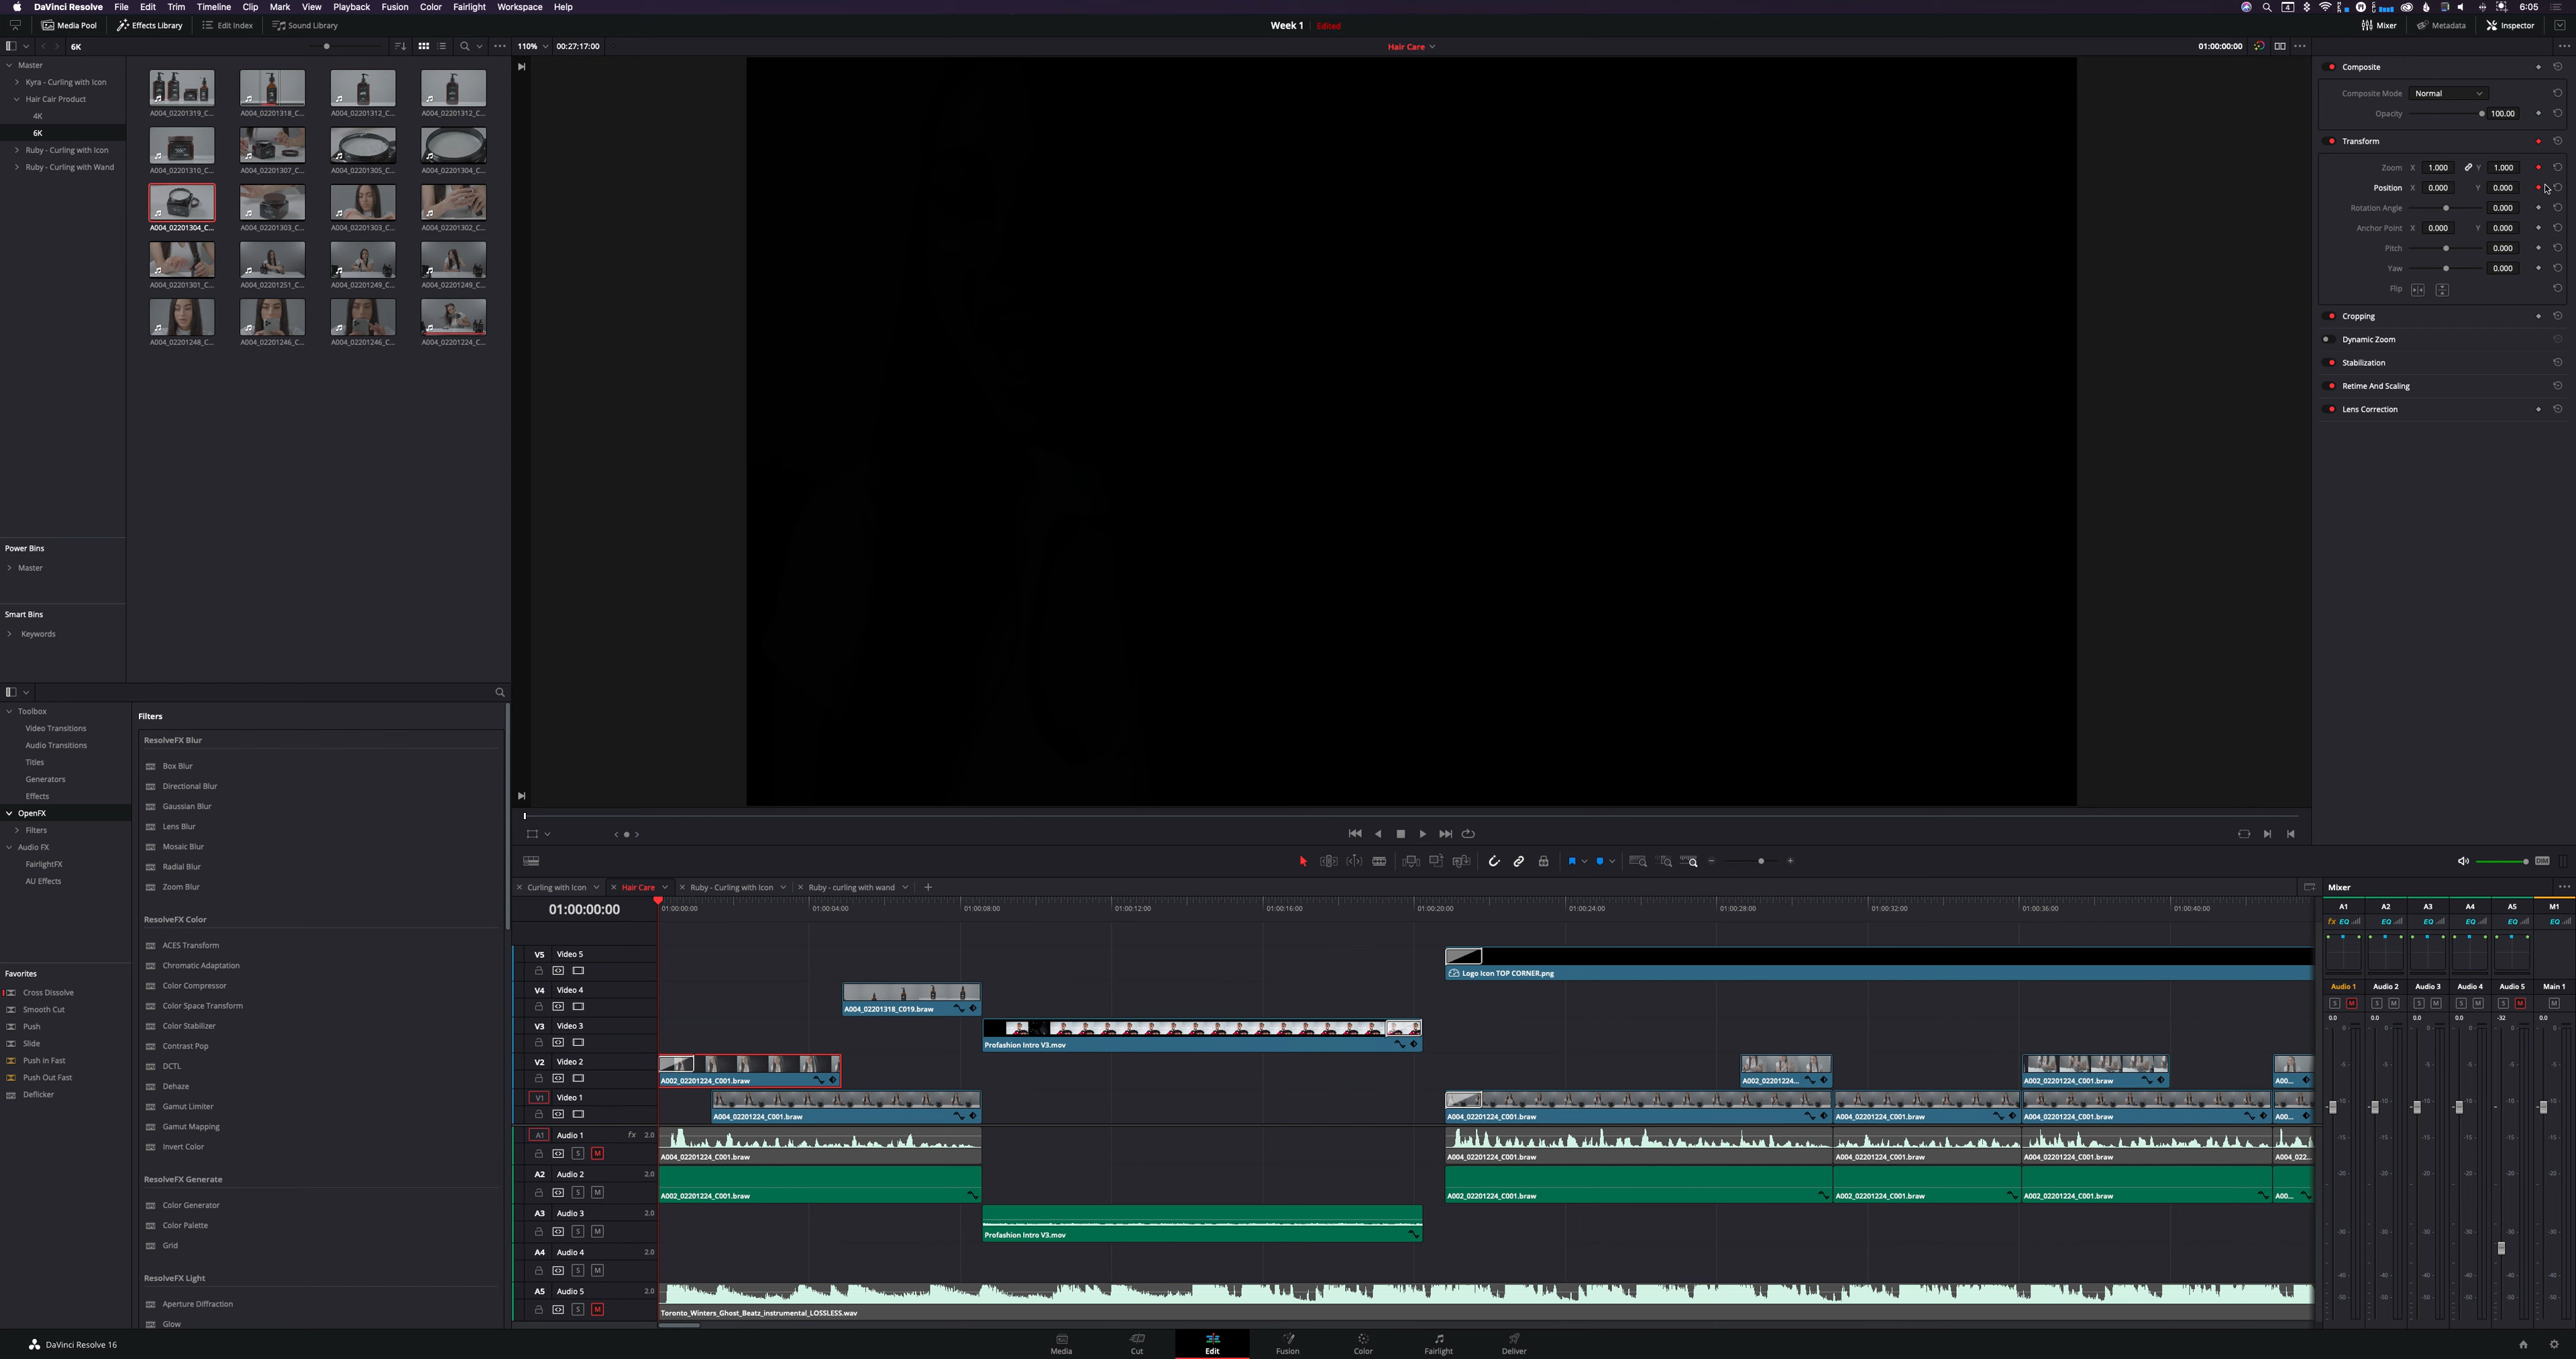 DaVinci Resolve File Edit Trim Timeline Clip Mark View Playback Fusion Color Fairlight Workspace Help 6:05
Media Pool Effects Library Edit Index Sound Library Week 1 Edited Mixer Metadata Inspector
6K 110% 00:27:17:00 Hair Care 01:00:00:00
Master
Kyra - Curling with Icon
Hair Cair Product
4K
6K
Ruby - Curling with Icon
Ruby - Curling with Wand
A004_02201319_C... A004_02201318_C... A004_02201312_C... A004_02201312_C...
A004_02201310_C... A004_02201307_C... A004_02201305_C... A004_02201304_C...
A004_02201304_C... A004_02201303_C... A004_02201303_C... A004_02201302_C...
A004_02201301_C... A004_02201251_C... A004_02201249_C... A004_02201249_C...
A004_02201248_C... A004_02201246_C... A004_02201246_C... A004_02201224_C...
Composite
Composite Mode Normal
Opacity 100.00
Transform
Zoom X 1.000 Y 1.000
Position X 0.000 Y 0.000
Rotation Angle 0.000
Anchor Point X 0.000 Y 0.000
Pitch 0.000
Yaw 0.000
Flip
Cropping
Dynamic Zoom
Stabilization
Retime And Scaling
Lens Correction
Power Bins
Master
Smart Bins
Keywords
Toolbox
Video Transitions
Audio Transitions
Titles
Generators
Effects
OpenFX
Filters
Audio FX
FairlightFX
AU Effects
Favorites
Cross Dissolve
Smooth Cut
Push
Slide
Push In Fast
Push Out Fast
Deflicker
Filters
ResolveFX Blur
Box Blur
Directional Blur
Gaussian Blur
Lens Blur
Mosaic Blur
Radial Blur
Zoom Blur
ResolveFX Color
ACES Transform
Chromatic Adaptation
Color Compressor
Color Space Transform
Color Stabilizer
Contrast Pop
DCTL
Dehaze
Gamut Limiter
Gamut Mapping
Invert Color
ResolveFX Generate
Color Generator
Color Palette
Grid
ResolveFX Light
Aperture Diffraction
Glow
DIM
Curling with Icon Hair Care Ruby - Curling with Icon Ruby - curling with wand
01:00:00:00 01:00:00:00 01:00:04:00 01:00:08:00 01:00:12:00 01:00:16:00 01:00:20:00 01:00:24:00 01:00:28:00 01:00:32:00 01:00:36:00 01:00:40:00
V5 Video 5
Logo Icon TOP CORNER.png
V4 Video 4
A004_02201318_C019.braw
V3 Video 3
Profashion Intro V3.mov
V2 Video 2
A002_02201224_C001.braw A002_02201224... A002_02201224_C001.braw A00...
V1 Video 1
A004_02201224_C001.braw A004_02201224_C001.braw A004_02201224_C001.braw A004_02201224_C001.braw A00...
A1 Audio 1 fx 2.0
S M
A004_02201224_C001.braw A004_02201224_C001.braw A004_02201224_C001.braw A004_02201224_C001.braw A004_022...
A2 Audio 2 2.0
S M
A002_02201224_C001.braw A002_02201224_C001.braw A002_02201224_C001.braw A002_02201224_C001.braw A00...
A3 Audio 3 2.0
S M
Profashion Intro V3.mov
A4 Audio 4 2.0
S M
A5 Audio 5 2.0
S M
Toronto_Winters_Ghost_Beatz_instrumental_LOSSLESS.wav
Mixer
A1 A2 A3 A4 A5 M1
fx EQ EQ EQ EQ EQ EQ
Audio 1 Audio 2 Audio 3 Audio 4 Audio 5 Main 1
S M S M S M S M S M M
0.0 0.0 0.0 0.0 -32 0.0
DaVinci Resolve 16
Media Cut Edit Fusion Color Fairlight Deliver